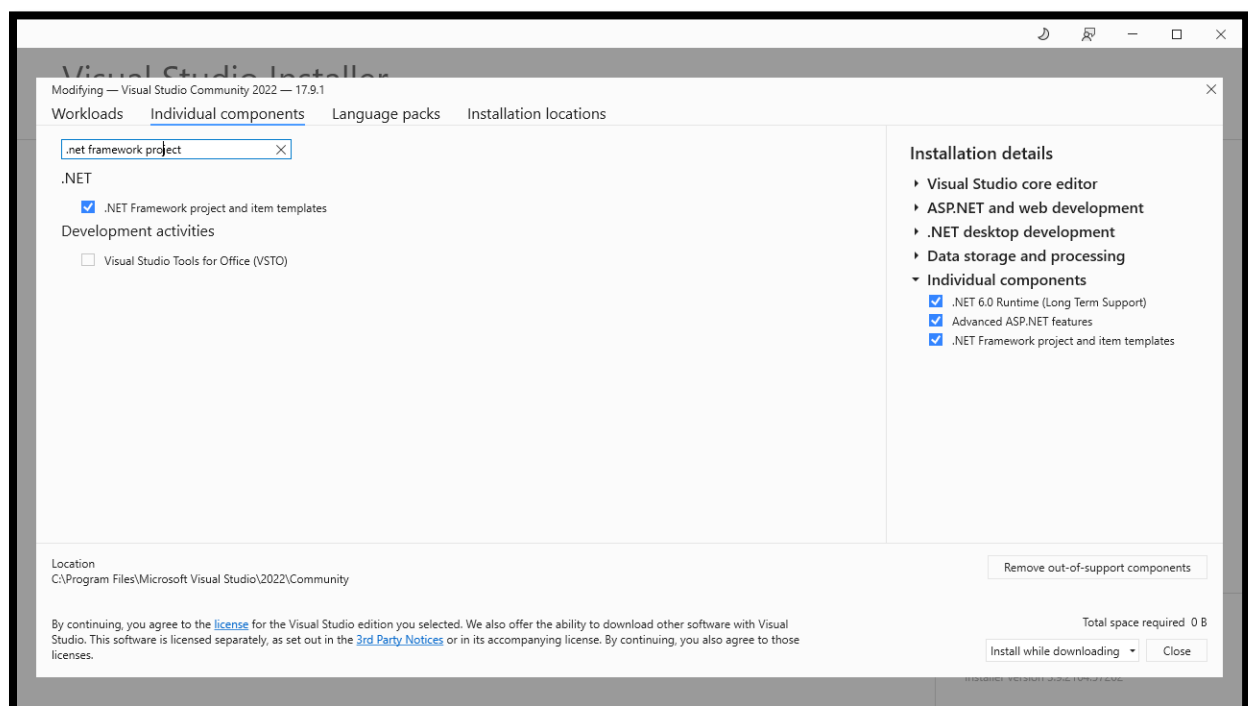 Visual Studio Installer
Modifying — Visual Studio Community 2022 — 17.9.1
Workloads Individual components Language packs Installation locations
.net framework project
.NET
.NET Framework project and item templates
Development activities
Visual Studio Tools for Office (VSTO)
Installation details
Visual Studio core editor
ASP.NET and web development
.NET desktop development
Data storage and processing
Individual components
.NET 6.0 Runtime (Long Term Support)
Advanced ASP.NET features
.NET Framework project and item templates
Location
C:\Program Files\Microsoft Visual Studio\2022\Community
Remove out-of-support components
By continuing, you agree to the license for the Visual Studio edition you selected. We also offer the ability to download other software with Visual
Studio. This software is licensed separately, as set out in the 3rd Party Notices or in its accompanying license. By continuing, you also agree to those
licenses.
Total space required 0 B
Install while downloading Close